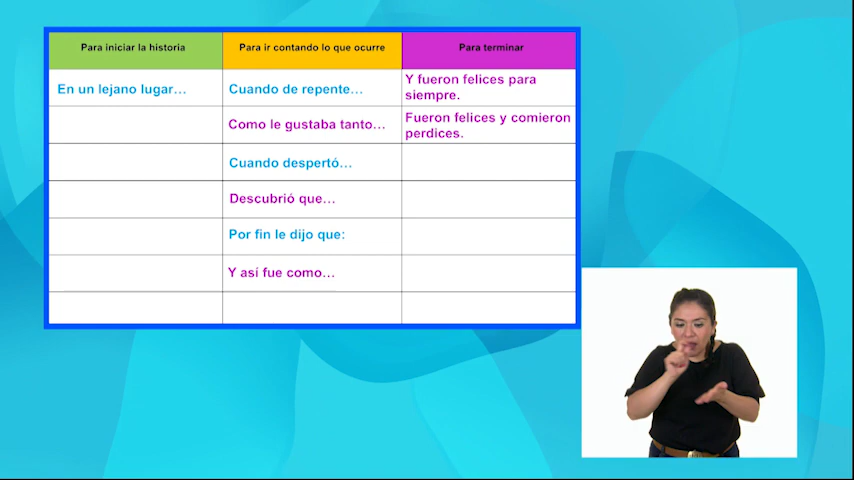 Para iniciar la historia
Para ir contando lo que ocurre
Para terminar
En un lejano lugar…
Cuando de repente…
Y fueron felices para
siempre.
Como le gustaba tanto…
Fueron felices y comieron
perdices.
Cuando despertó…
Descubrió que…
Por fin le dijo que:
Y así fue como…